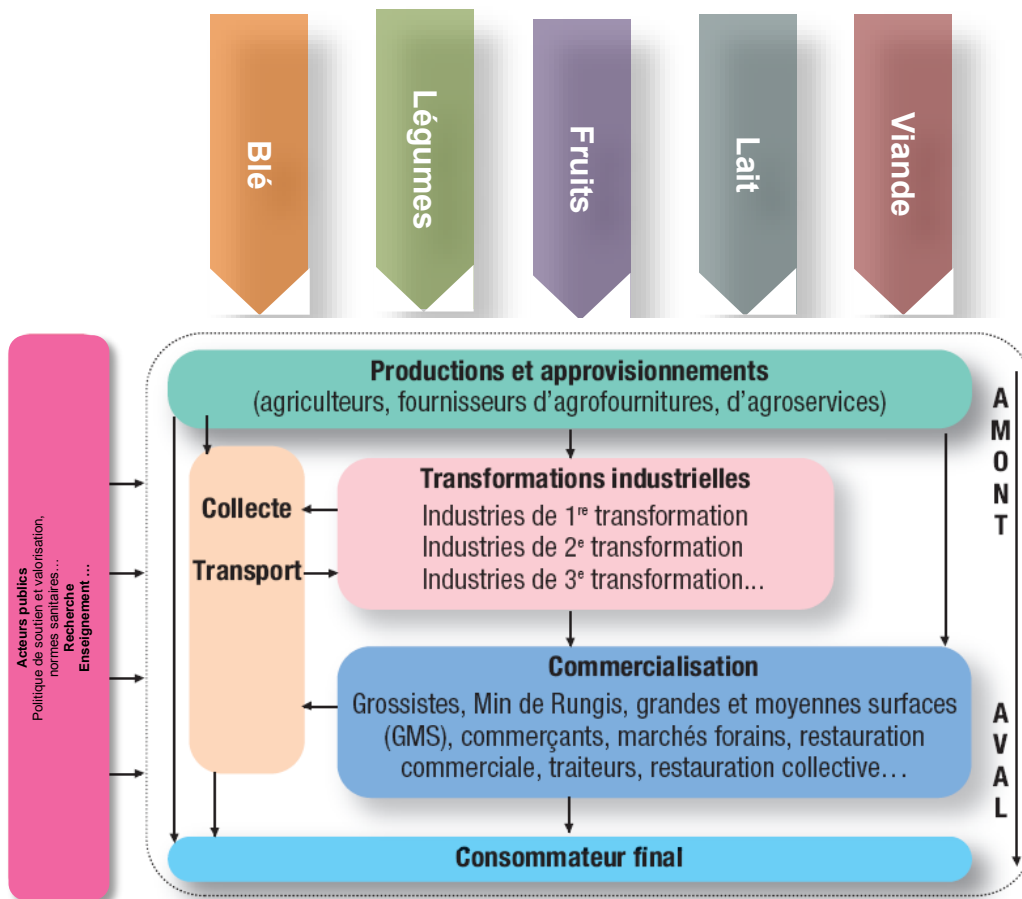 Blé
Légumes
Fruits
Lait
Viande
Productions et approvisionnements
(agriculteurs, fournisseurs d'agrofournitures, d'agroservices)
AMONT
Collecte
Transport
Transformations industrielles
Industries de 1re transformation
Industries de 2e transformation
Industries de 3e transformation...
Acteurs publics
Politique de soutien et valorisation,
normes sanitaires…
Recherche
Enseignement …
Commercialisation
Grossistes, Min de Rungis, grandes et moyennes surfaces
(GMS), commerçants, marchés forains, restauration
commerciale, traiteurs, restauration collective…
AVAL
Consommateur final